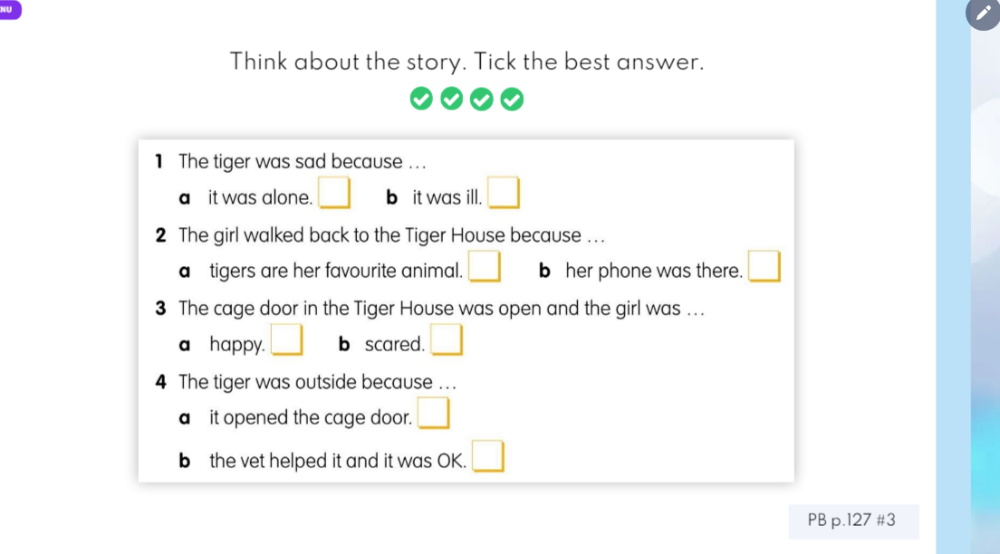 NU
Think about the story. Tick the best answer.
1 The tiger was sad because ...
a it was alone. b it was ill.
2 The girl walked back to the Tiger House because ...
a tigers are her favourite animal. b her phone was there.
3 The cage door in the Tiger House was open and the girl was ...
a happy. b scared.
4 The tiger was outside because ...
a it opened the cage door.
b the vet helped it and it was OK.
PB p.127 #3